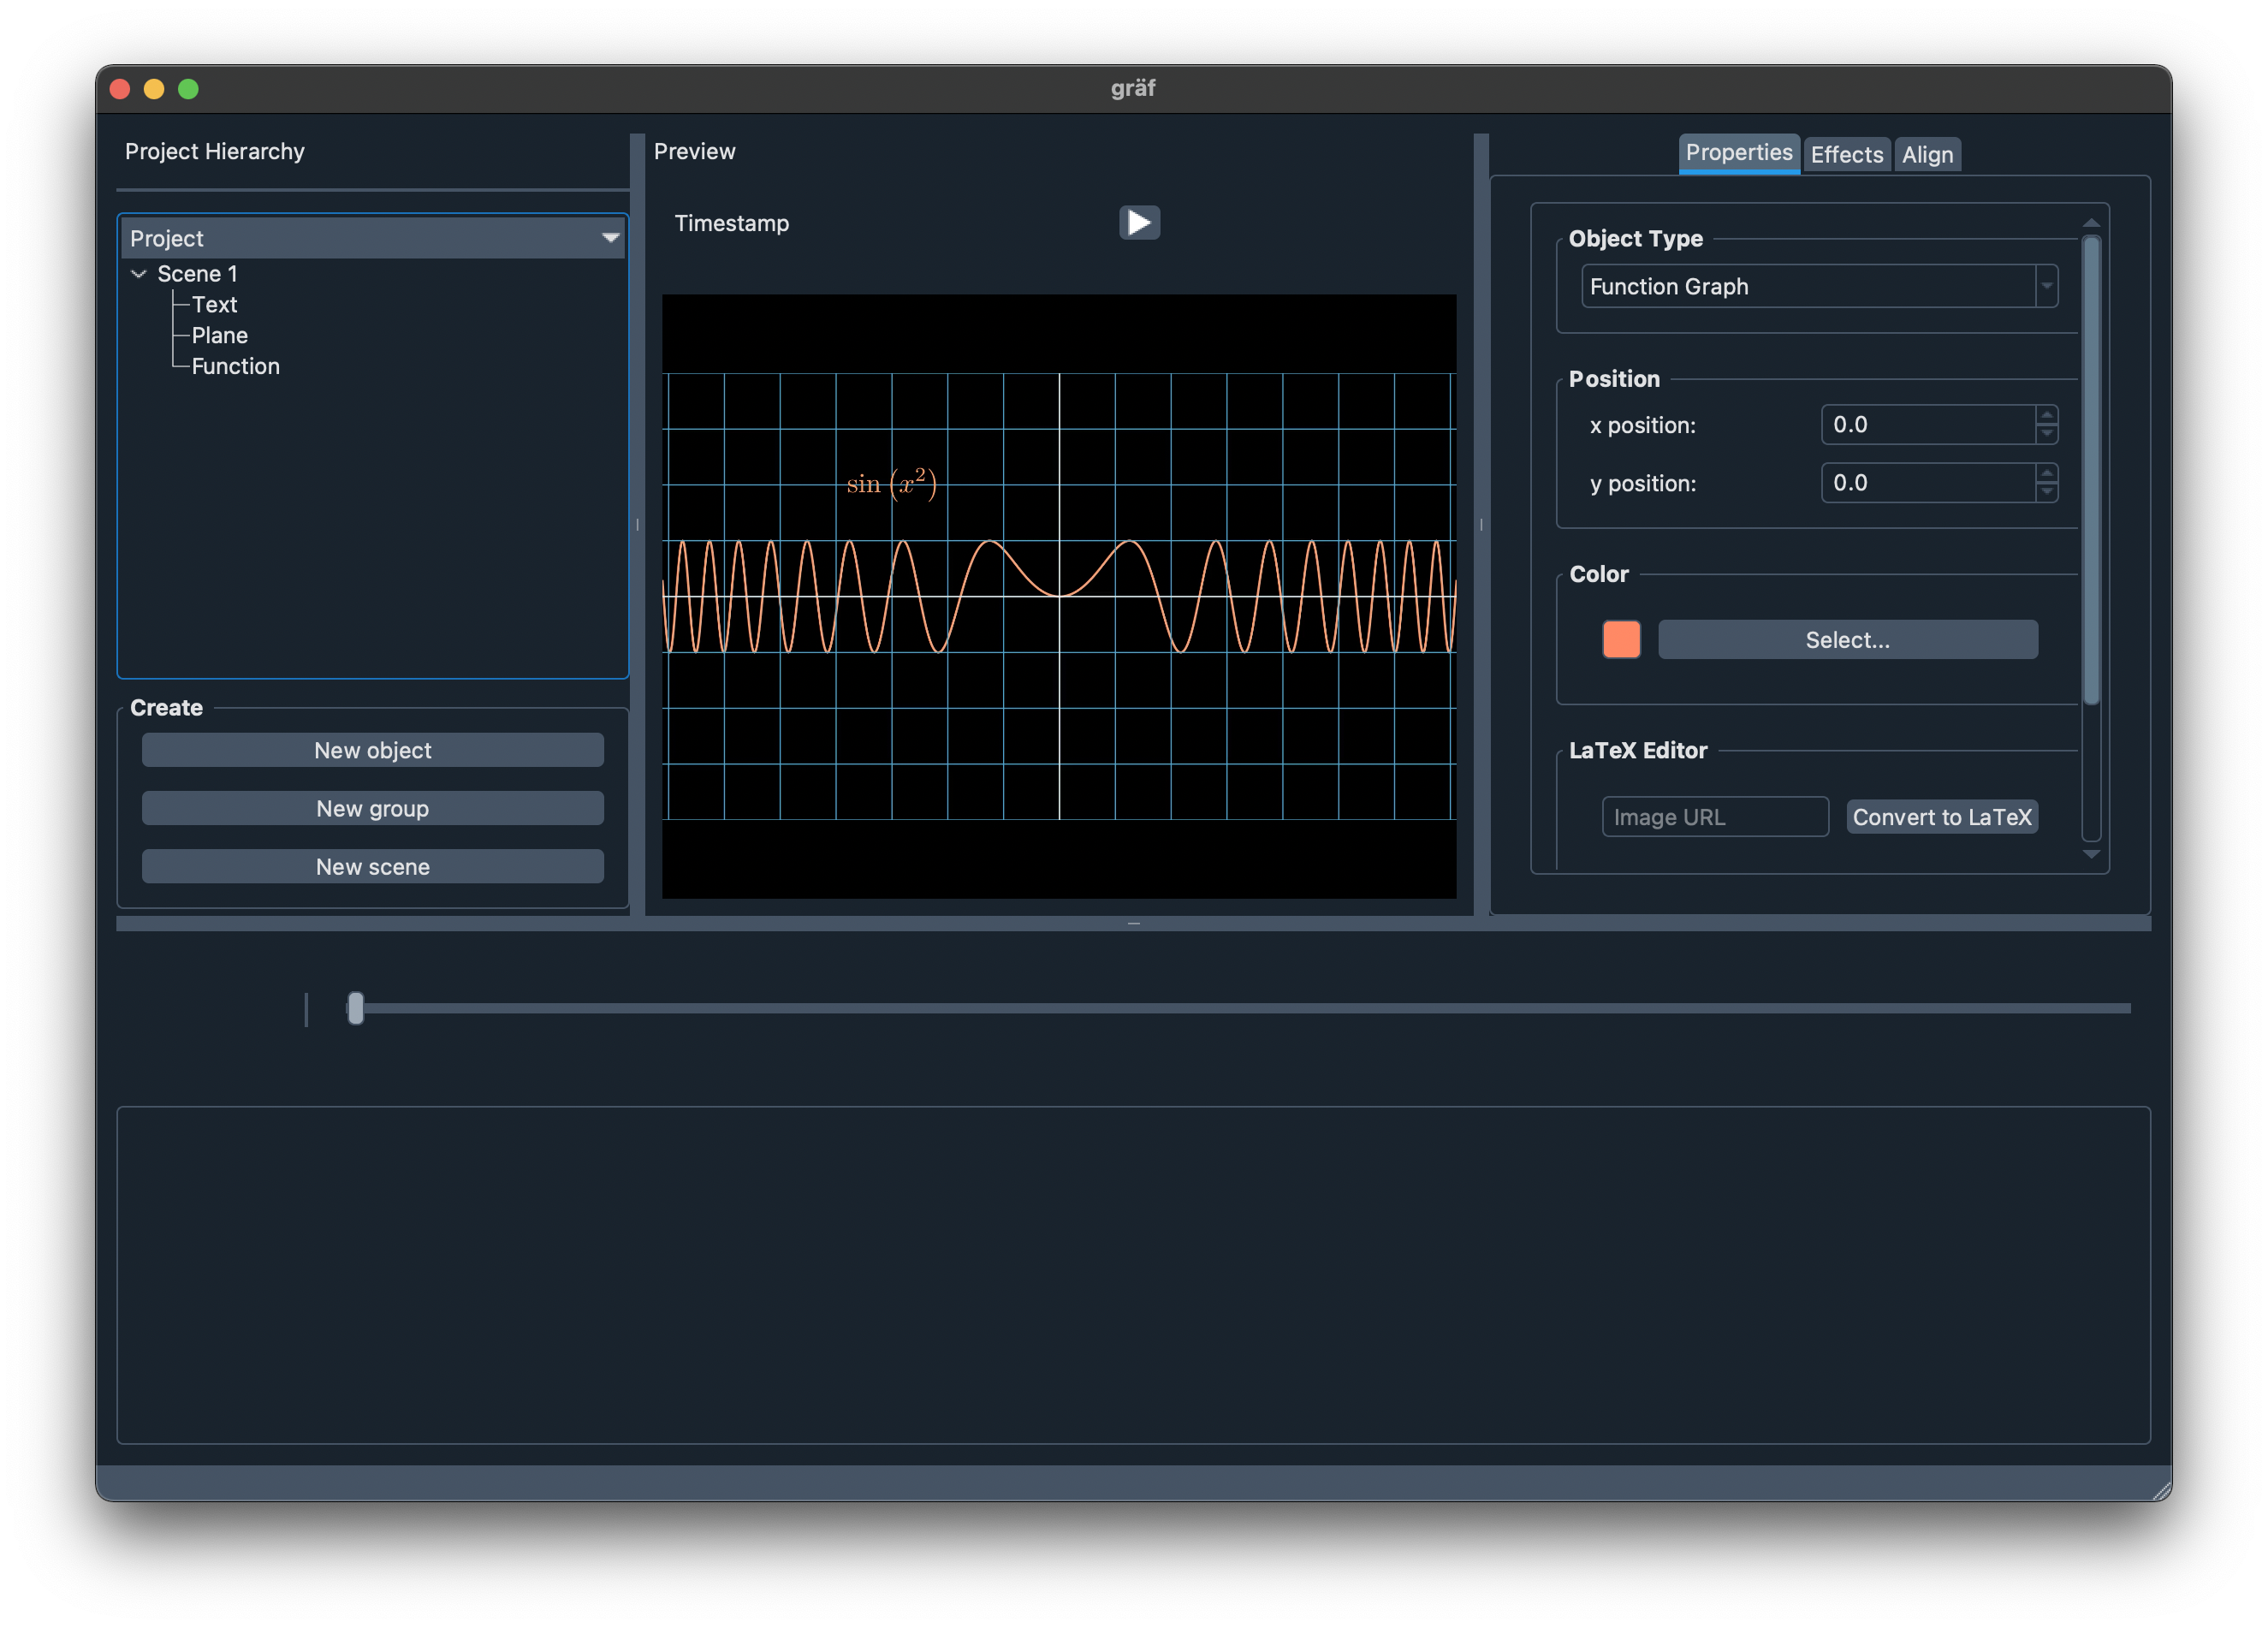 gräf
Project Hierarchy
Project
Scene 1
Text
Plane
Function
Create
New object
New group
New scene
Preview
Timestamp
sin (x²)
Properties Effects Align
Object Type
Function Graph
Position
x position: 0.0
y position: 0.0
Color
Select...
LaTeX Editor
Image URL Convert to LaTeX